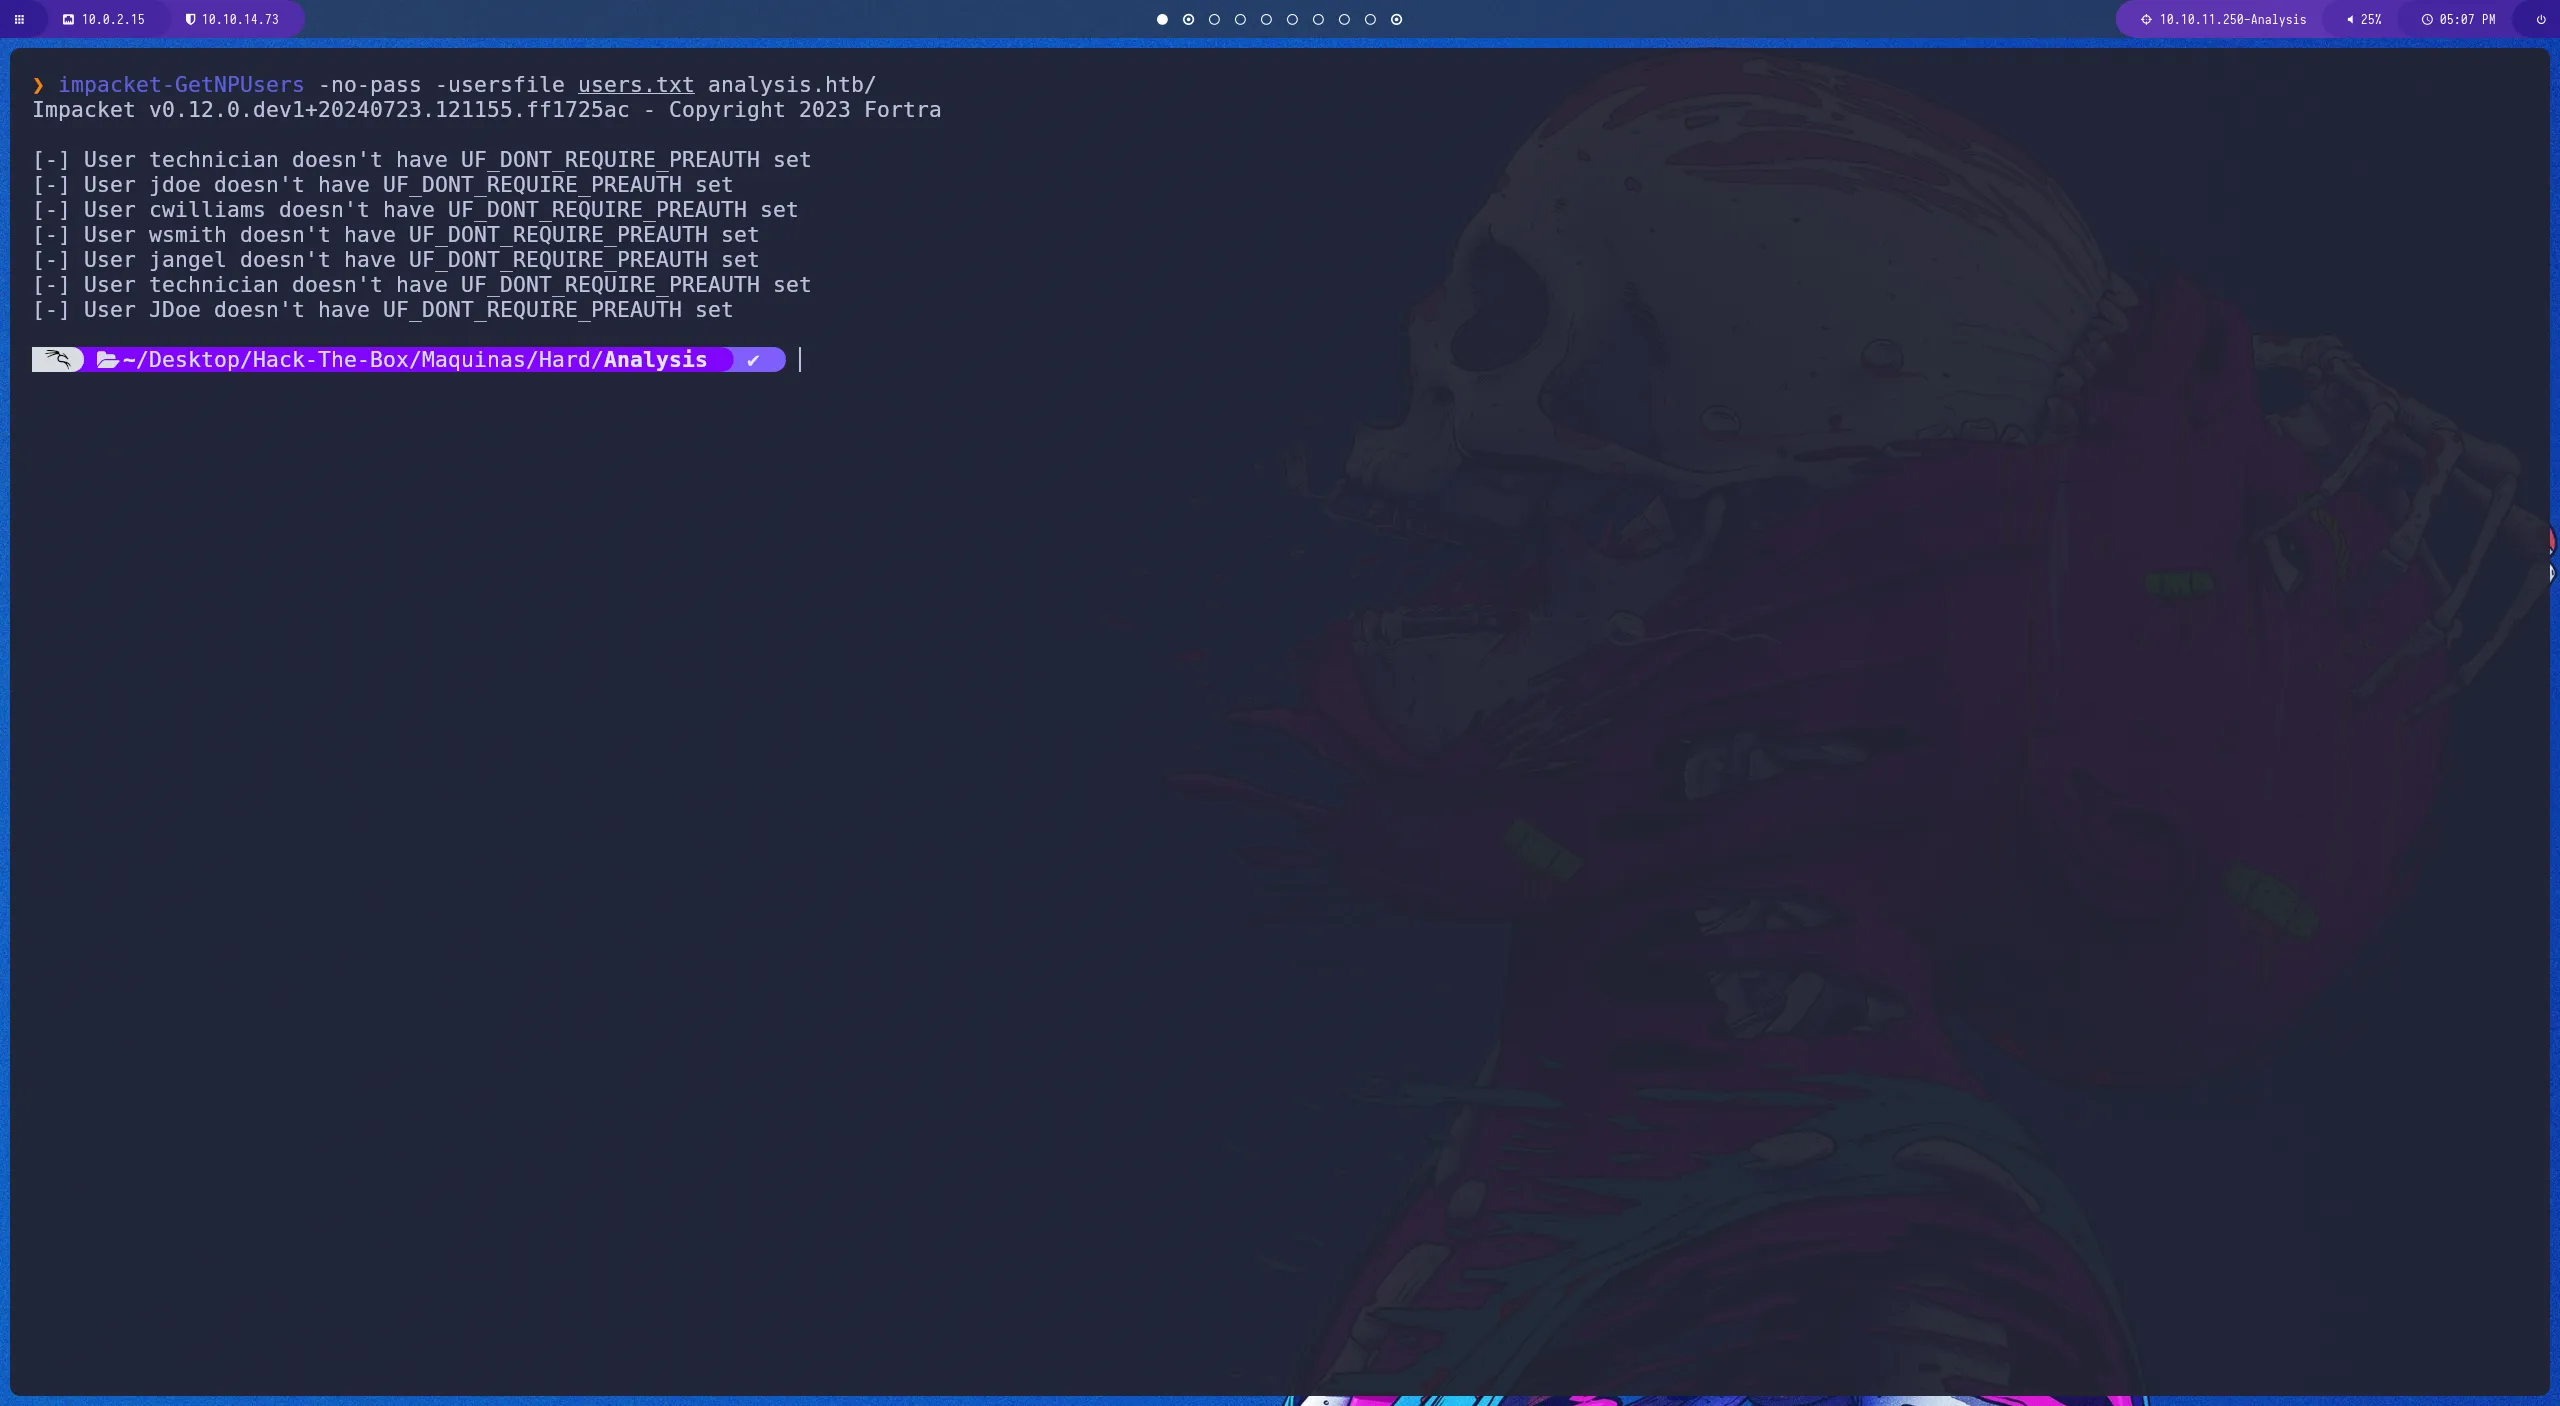 10.0.2.15 10.10.14.73 10.10.11.250-Analysis 25% 05:07 PM
❯ impacket-GetNPUsers -no-pass -usersfile users.txt analysis.htb/
Impacket v0.12.0.dev1+20240723.121155.ff1725ac - Copyright 2023 Fortra
[-] User technician doesn't have UF_DONT_REQUIRE_PREAUTH set
[-] User jdoe doesn't have UF_DONT_REQUIRE_PREAUTH set
[-] User cwilliams doesn't have UF_DONT_REQUIRE_PREAUTH set
[-] User wsmith doesn't have UF_DONT_REQUIRE_PREAUTH set
[-] User jangel doesn't have UF_DONT_REQUIRE_PREAUTH set
[-] User technician doesn't have UF_DONT_REQUIRE_PREAUTH set
[-] User JDoe doesn't have UF_DONT_REQUIRE_PREAUTH set
~/Desktop/Hack-The-Box/Maquinas/Hard/Analysis ✔